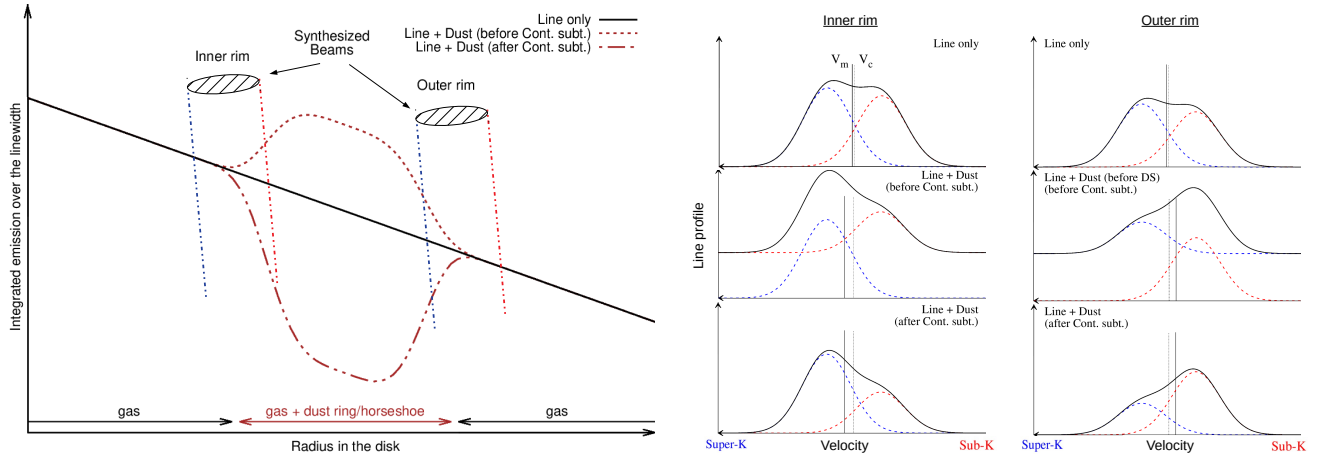 Line only
Line + Dust (before Cont. subt.)
Line + Dust (after Cont. subt.)
Synthesized
Beams
Inner rim
Outer rim
Integrated emission over the linewidth
gas
gas + dust ring/horseshoe
gas
Radius in the disk
Inner rim
Line only
Vm
Vc
Line + Dust
(before Cont. subt.)
Line + Dust
(after Cont. subt.)
Line profile
Super-K
Velocity
Sub-K
Outer rim
Line only
Line + Dust (before DS)
(before Cont. subt.)
Line + Dust
(after Cont. subt.)
Super-K
Velocity
Sub-K